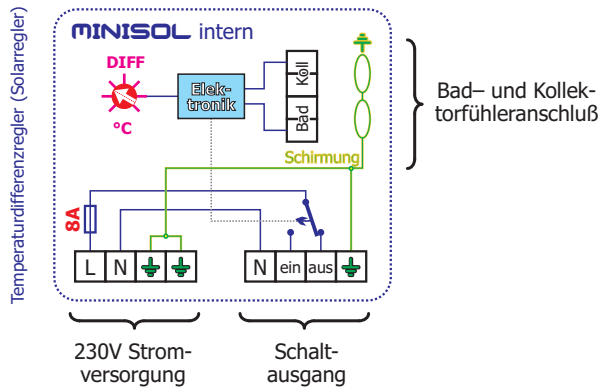 MINISOL intern
Temperaturdifferenzregler (Solarregler)
DIFF
°C
Elek-
tronik
Koll
Bad
Bad– und Kollek-
torfühleranschluß
Schirmung
8A
L N N ein aus
230V Strom-
versorgung
Schalt-
ausgang